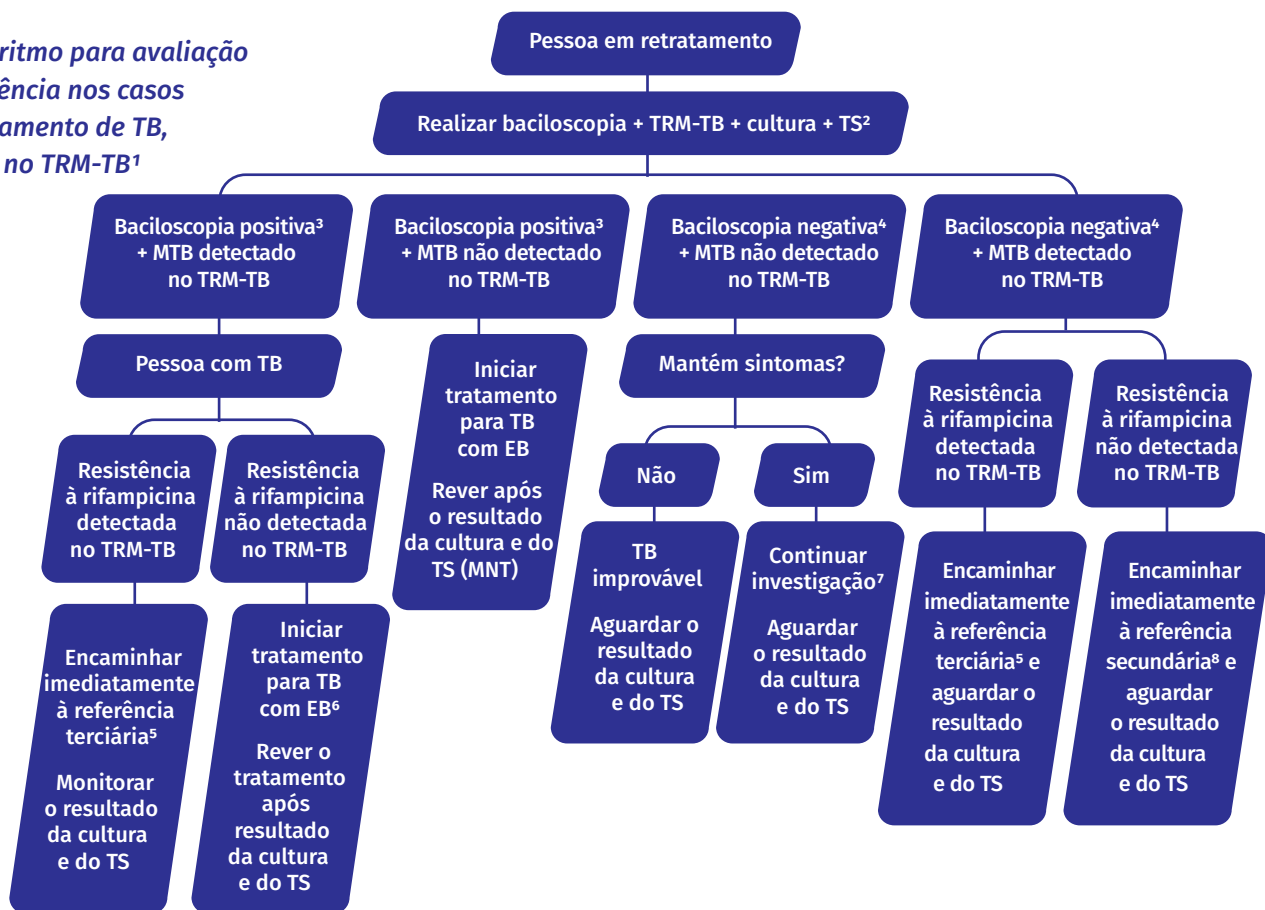 ritmo para avaliação
ência nos casos
amento de TB,
no TRM-TB¹
Pessoa em retratamento
Realizar baciloscopia + TRM-TB + cultura + TS²
Baciloscopia positiva³
+ MTB detectado
no TRM-TB
Baciloscopia positiva³
+ MTB não detectado
no TRM-TB
Baciloscopia negativa⁴
+ MTB não detectado
no TRM-TB
Baciloscopia negativa⁴
+ MTB detectado
no TRM-TB
Pessoa com TB
Resistência
à rifampicina
detectada
no TRM-TB
Encaminhar
imediatamente
à referência
terciária⁵
Monitorar
o resultado
da cultura
e do TS
Resistência
à rifampicina
não detectada
no TRM-TB
Iniciar
tratamento
para TB
com EB⁶
Rever o
tratamento
após
resultado
da cultura
e do TS
Iniciar
tratamento
para TB
com EB
Rever após
o resultado
da cultura e do
TS (MNT)
Mantém sintomas?
Não
TB
improvável
Aguardar o
resultado
da cultura
e do TS
Sim
Continuar
investigação⁷
Aguardar
o resultado
da cultura
e do TS
Resistência
à rifampicina
detectada
no TRM-TB
Encaminhar
imediatamente
à referência
terciária⁵ e
aguardar o
resultado
da cultura
e do TS
Resistência
à rifampicina
não detectada
no TRM-TB
Encaminhar
imediatamente
à referência
secundária⁸ e
aguardar
o resultado
da cultura
e do TS